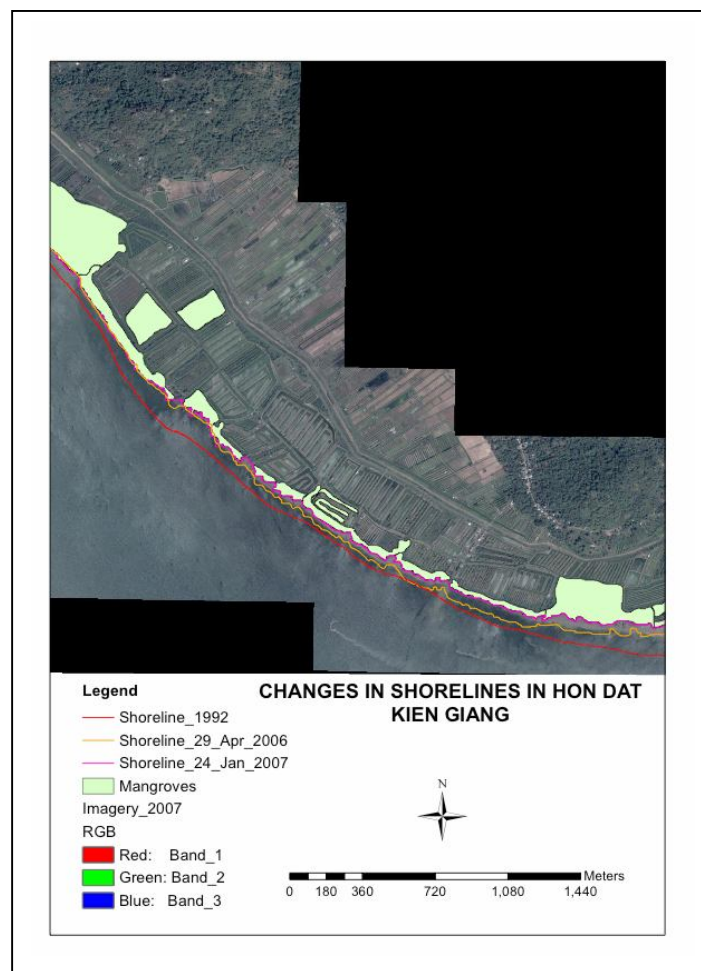 CHANGES IN SHORELINES IN HON DAT
KIEN GIANG
Legend
Shoreline_1992
Shoreline_29_Apr_2006
Shoreline_24_Jan_2007
Mangroves
Imagery_2007
RGB
Red: Band_1
Green: Band_2
Blue: Band_3
N
Meters
0 180 360 720 1,080 1,440